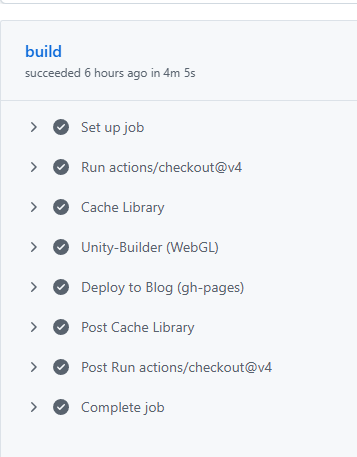 build
succeeded 6 hours ago in 4m 5s
Set up job
Run actions/checkout@v4
Cache Library
Unity-Builder (WebGL)
Deploy to Blog (gh-pages)
Post Cache Library
Post Run actions/checkout@v4
Complete job